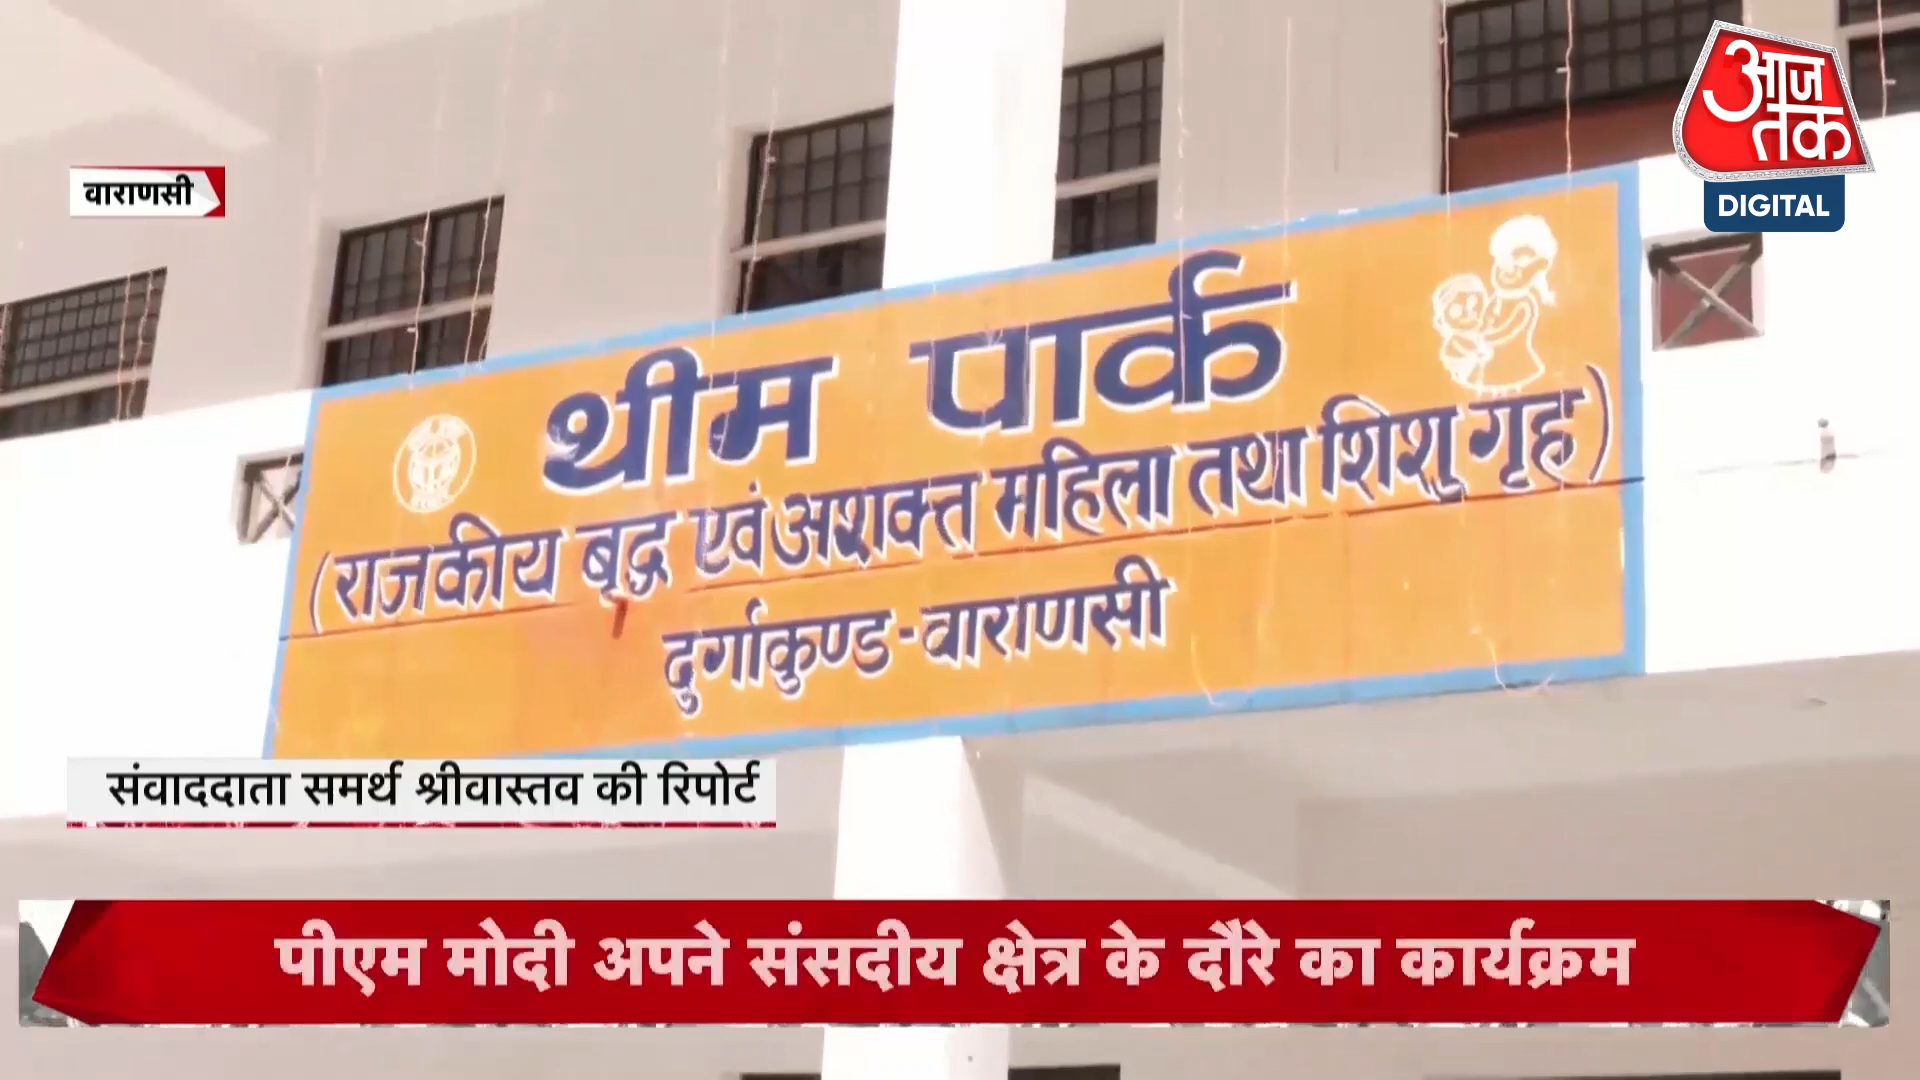 आज
तक
DIGITAL
वाराणसी
थीम पार्क
(राजकीय बृद्ध एवं अशक्त महिला तथा शिशु गृह)
दुर्गाकुण्ड-वाराणसी
संवाददाता समर्थ श्रीवास्तव की रिपोर्ट
पीएम मोदी अपने संसदीय क्षेत्र के दौरे का कार्यक्रम